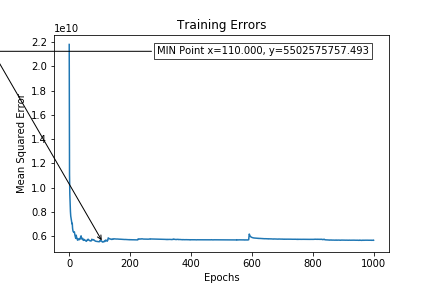 Training Errors
1e10
MIN Point x=110.000, y=5502575757.493
2.2
2.0
1.8
1.6
1.4
1.2
1.0
0.8
0.6
Mean Squared Error
0 200 400 600 800 1000
Epochs